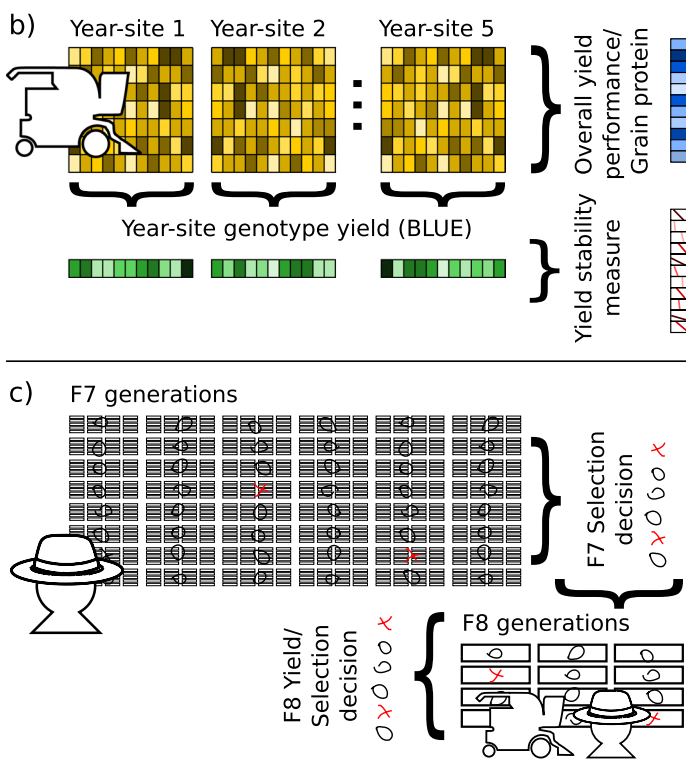 b)
Year-site 1
Year-site 2
Year-site 5
Overall yield
performance/
Grain protein
Year-site genotype yield (BLUE)
Yield stability
measure
c)
F7 generations
F7 Selection
decision
F8 generations
F8 Yield/
Selection
decision